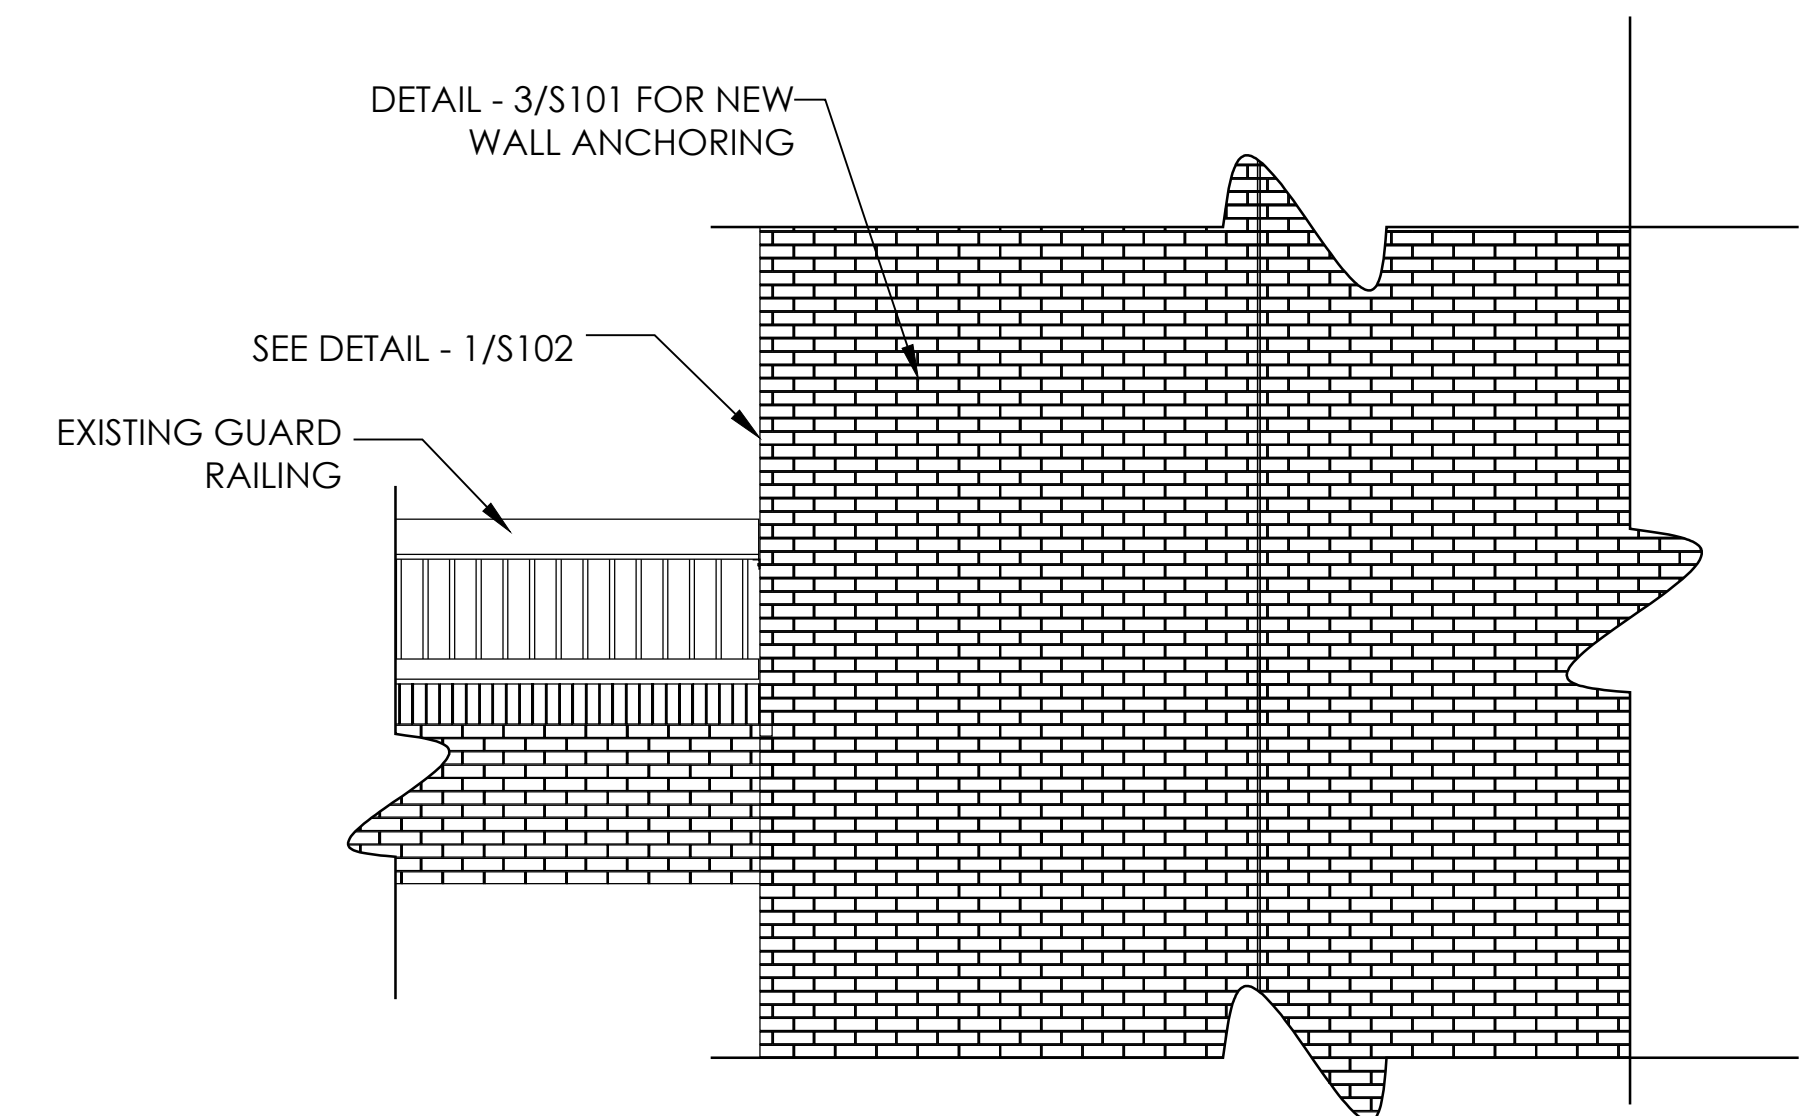 DETAIL - 3/S101 FOR NEW
WALL ANCHORING
SEE DETAIL - 1/S102
EXISTING GUARD
RAILING